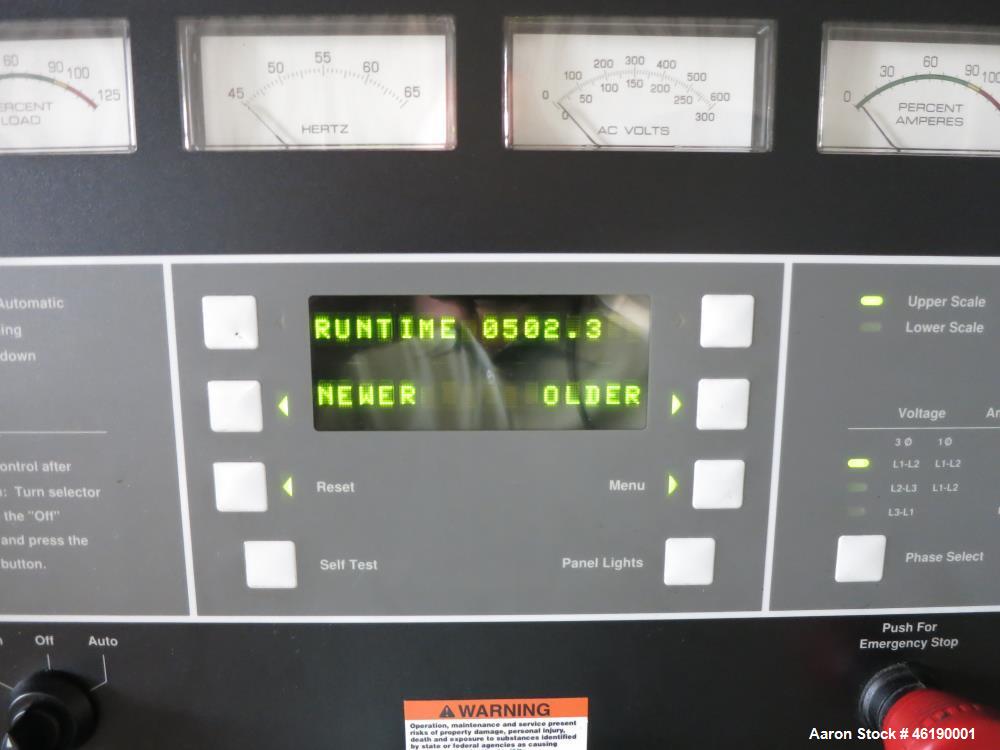 60 90 100 125
PERCENT
LOAD
45 50 55 60 65
HERTZ
0 100 200 300 400 500 600
0 50 100 150 200 250 300
AC VOLTS
0 30 60 90 100
PERCENT
AMPERES
Automatic
down
RUNTIME 0502.3
NEWER OLDER
Reset Menu
Self Test Panel Lights
Upper Scale
Lower Scale
Voltage
3 Ø 1Ø
L1-L2 L1-L2
L2-L3 L1-L2
L3-L1
Phase Select
control after
Turn selector
the "Off"
and press the
button.
Off Auto
Push For
Emergency Stop
WARNING
Operation, maintenance and service present
risks of property damage, personal injury,
death and exposure to substances identified
by state or federal agencies as causing
Aaron Stock # 46190001